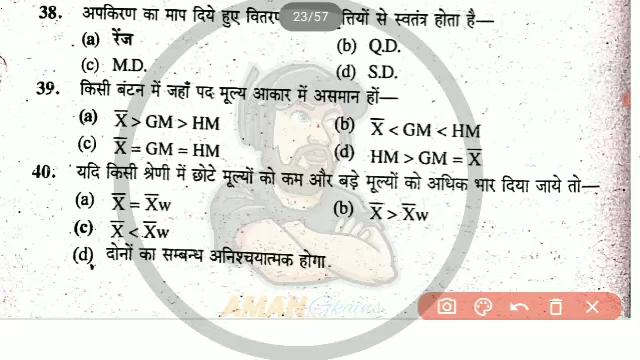 38. अपकिरण का माप दिये हुए वितरण 23/57 त्तियों से स्वतंत्र होता है—
(a) रेंज (b) Q.D.
(c) M.D. (d) S.D.
39. किसी बंटन में जहाँ पद मूल्य आकार में असमान हों—
(a) X̅ > GM > HM (b) X̅ < GM < HM
(c) X̅ = GM = HM (d) HM > GM = X̅
40. यदि किसी श्रेणी में छोटे मूल्यों को कम और बड़े मूल्यों को अधिक भार दिया जाये तो—
(a) X̅ = X̅w (b) X̅ > X̅w
(c) X̅ < X̅w
(d) दोनों का सम्बन्ध अनिश्चयात्मक होगा.
AMAN Genius